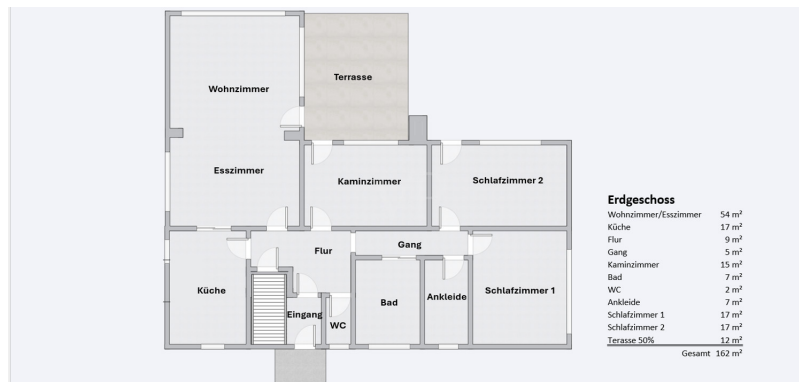 Wohnzimmer
Terrasse
Esszimmer
Kaminzimmer
Schlafzimmer 2
Flur
Gang
Küche
Eingang
WC
Bad
Ankleide
Schlafzimmer 1
Erdgeschoss
Wohnzimmer/Esszimmer 54 m²
Küche 17 m²
Flur 9 m²
Gang 5 m²
Kaminzimmer 15 m²
Bad 7 m²
WC 2 m²
Ankleide 7 m²
Schlafzimmer 1 17 m²
Schlafzimmer 2 17 m²
Terasse 50% 12 m²
Gesamt 162 m²